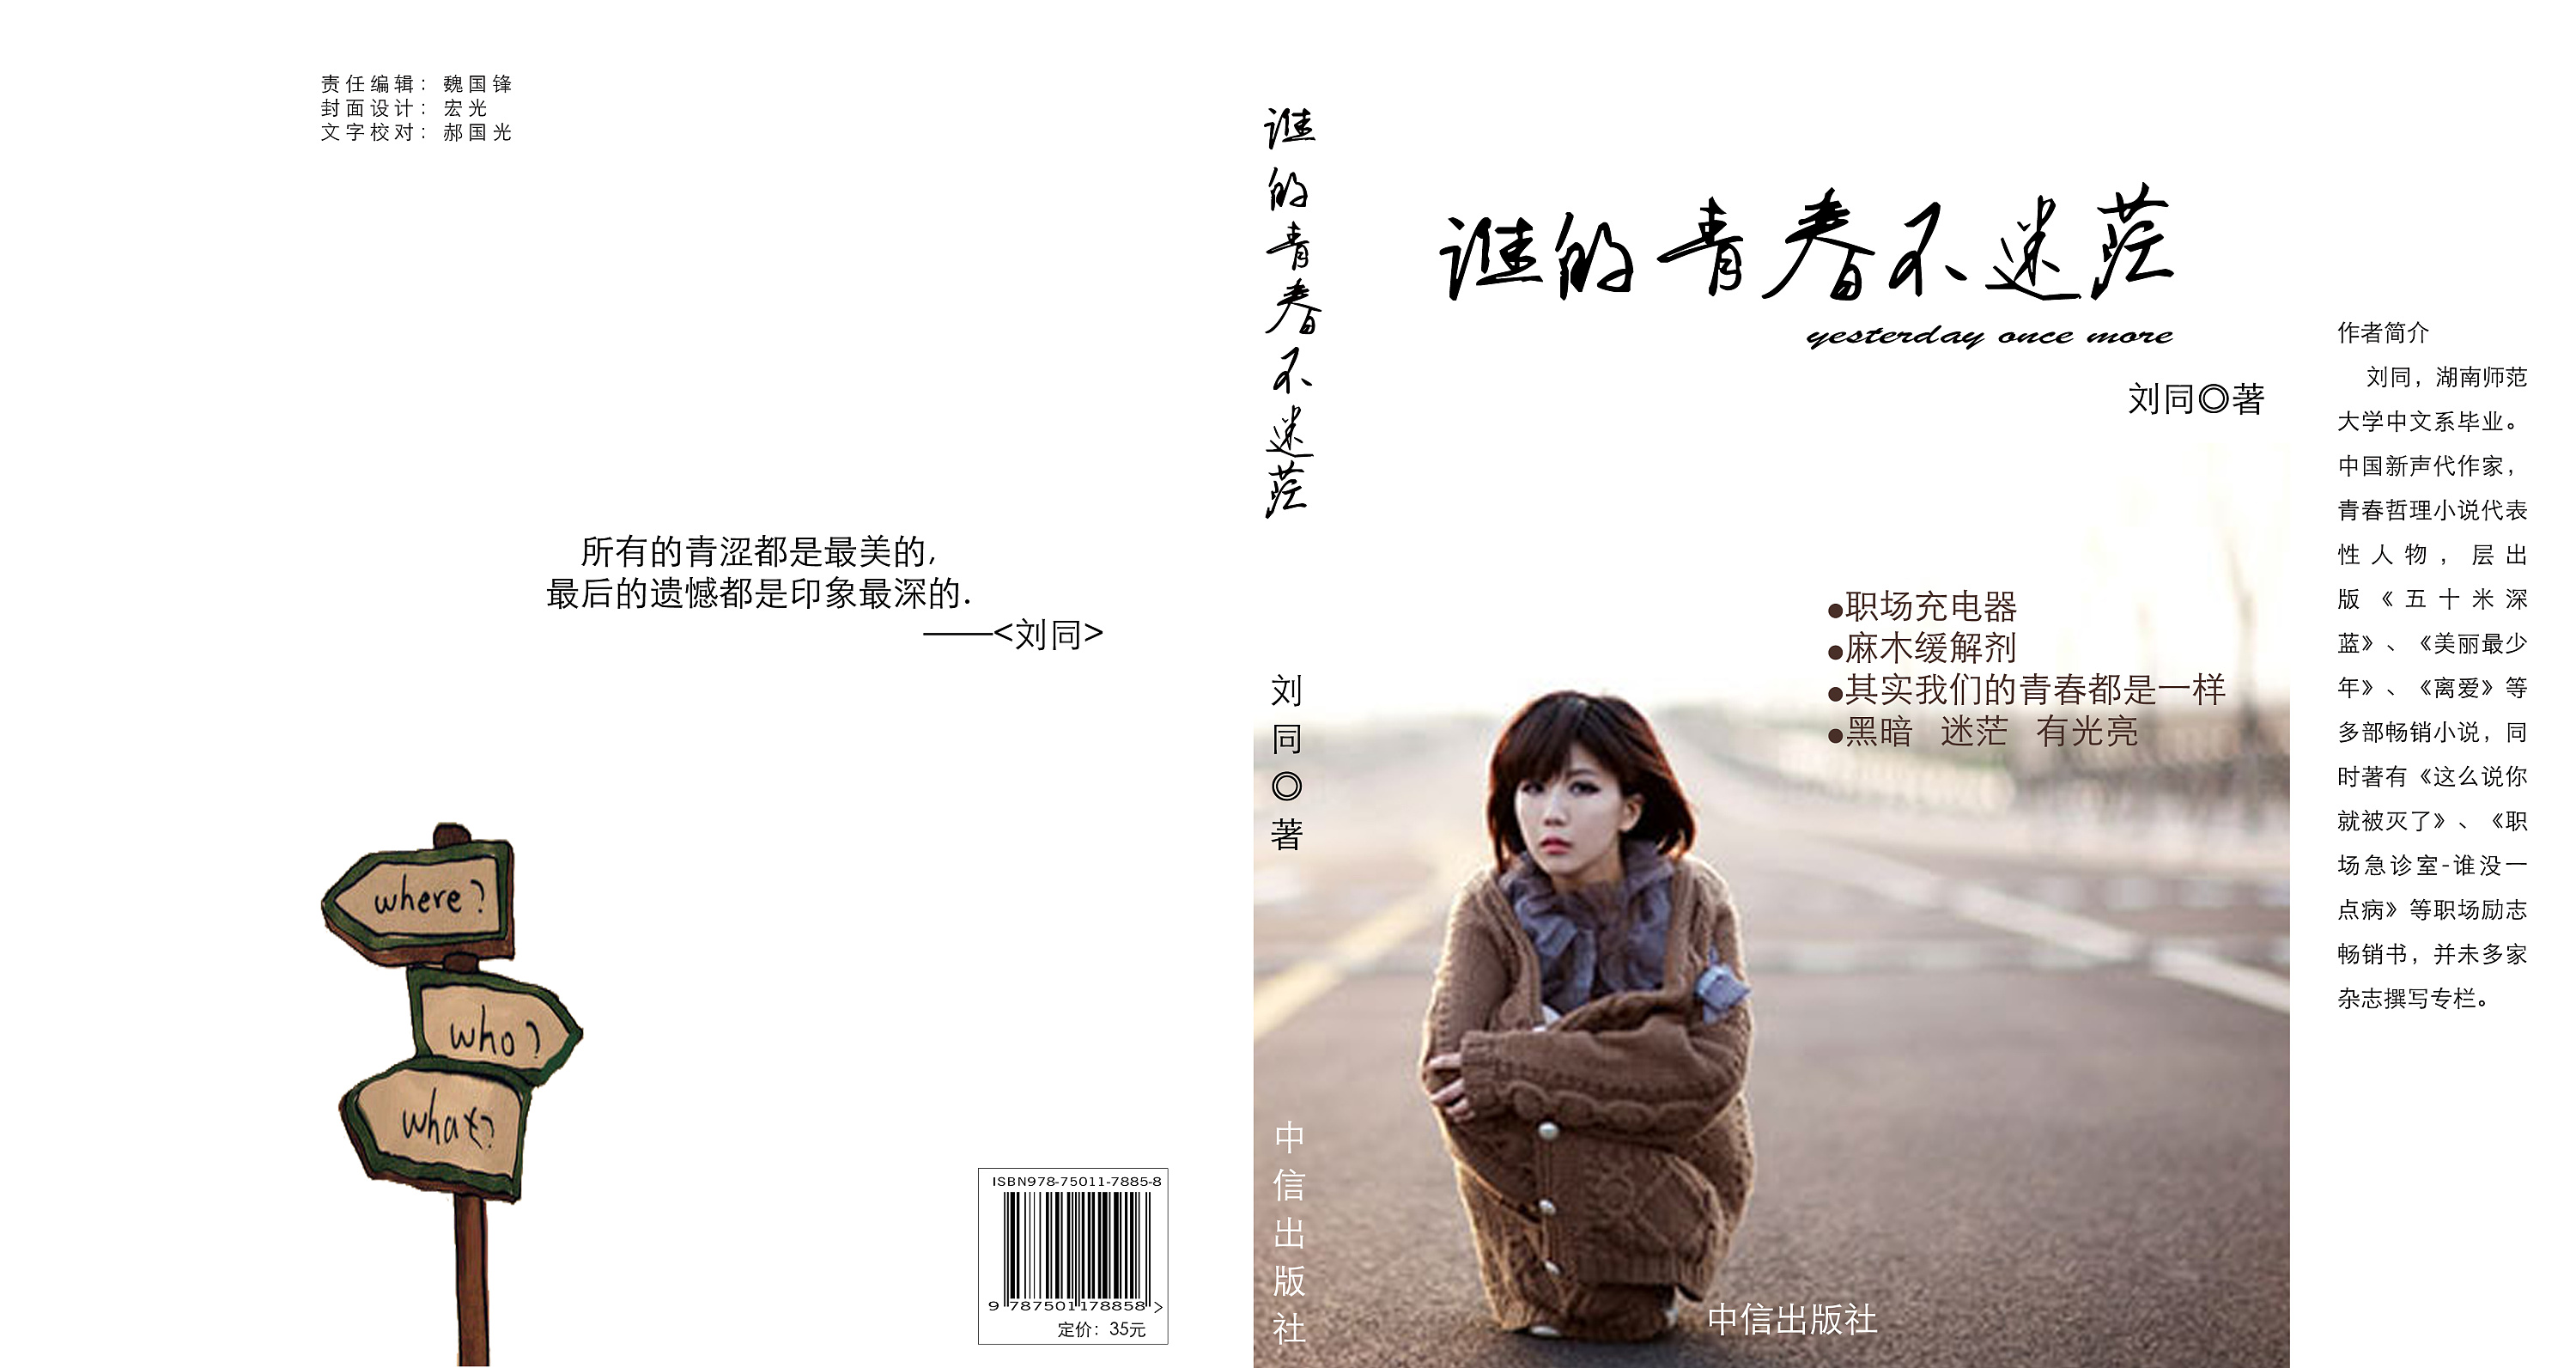 责任编辑：魏国锋
封面设计：宏光
文字校对：郝国光
所有的青涩都是最美的,
最后的遗憾都是印象最深的.
——<刘同>
where?
who?
what?
ISBN978-75011-7885-8
9 787501178858 >
定价：35元
谁的青春不迷茫
刘同◎著
中信出版社
谁的青春不迷茫
yesterday once more
刘同◎著
●职场充电器
●麻木缓解剂
●其实我们的青春都是一样
●黑暗 迷茫 有光亮
中信出版社
作者简介
刘同，湖南师范
大学中文系毕业。
中国新声代作家，
青春哲理小说代表
性人物，层出
版《五十米深
蓝》、《美丽最少
年》、《离爱》等
多部畅销小说，同
时著有《这么说你
就被灭了》、《职
场急诊室-谁没一
点病》等职场励志
畅销书，并未多家
杂志撰写专栏。